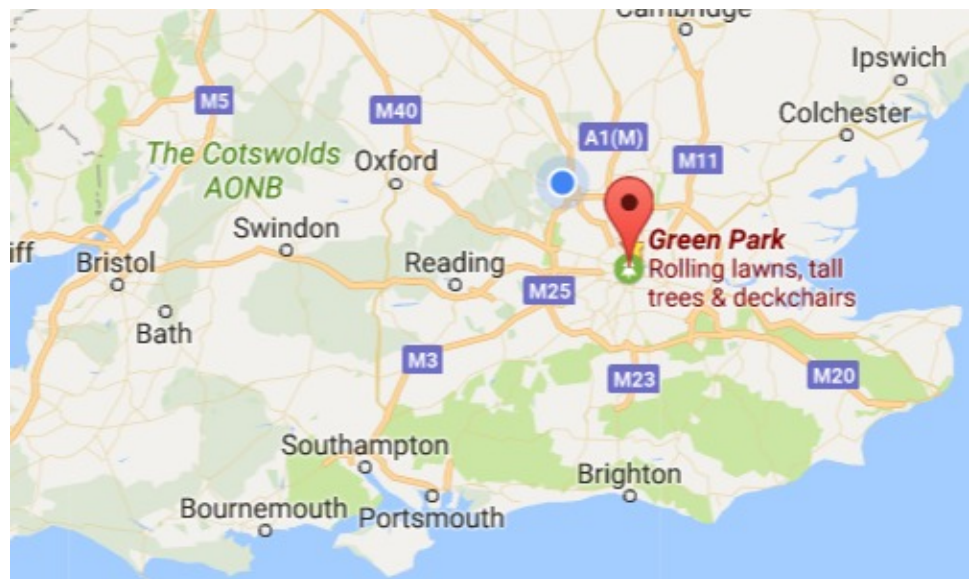 Cambridge
Ipswich
M5
M40
Colchester
A1(M)
The Cotswolds
AONB
Oxford
M11
Swindon
Green Park
iff
Bristol
Reading
Rolling lawns, tall
trees & deckchairs
M25
Bath
M3
M23
M20
Southampton
Brighton
Bournemouth
Portsmouth